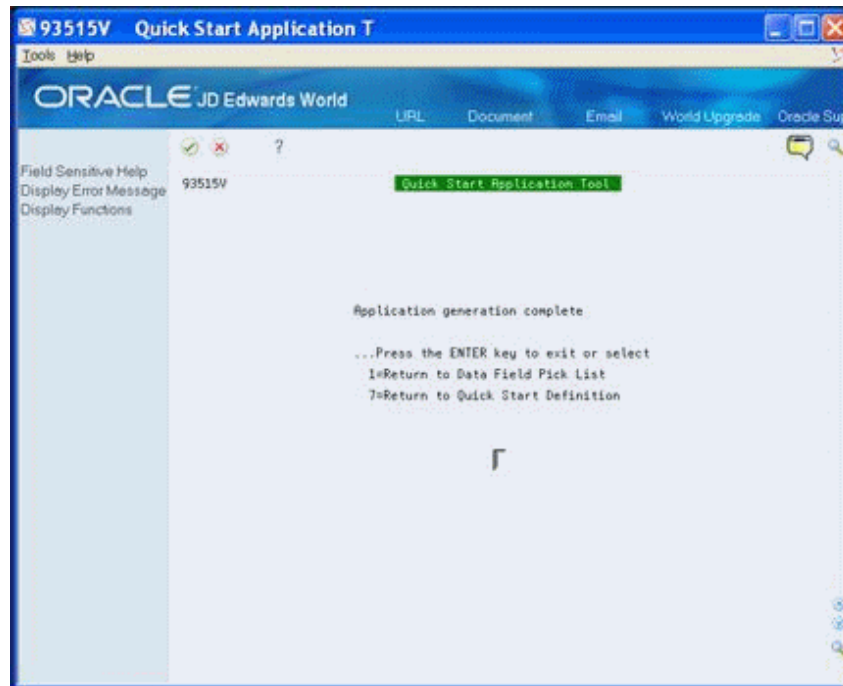 93515V Quick Start Application T
Tools Help
ORACLE JD Edwards World
URL Document Email World Upgrade Oracle Sup
?
Field Sensitive Help
Display Error Message
Display Functions
93515V Quick Start Application Tool
Application generation complete
...Press the ENTER key to exit or select
1=Return to Data Field Pick List
7=Return to Quick Start Definition